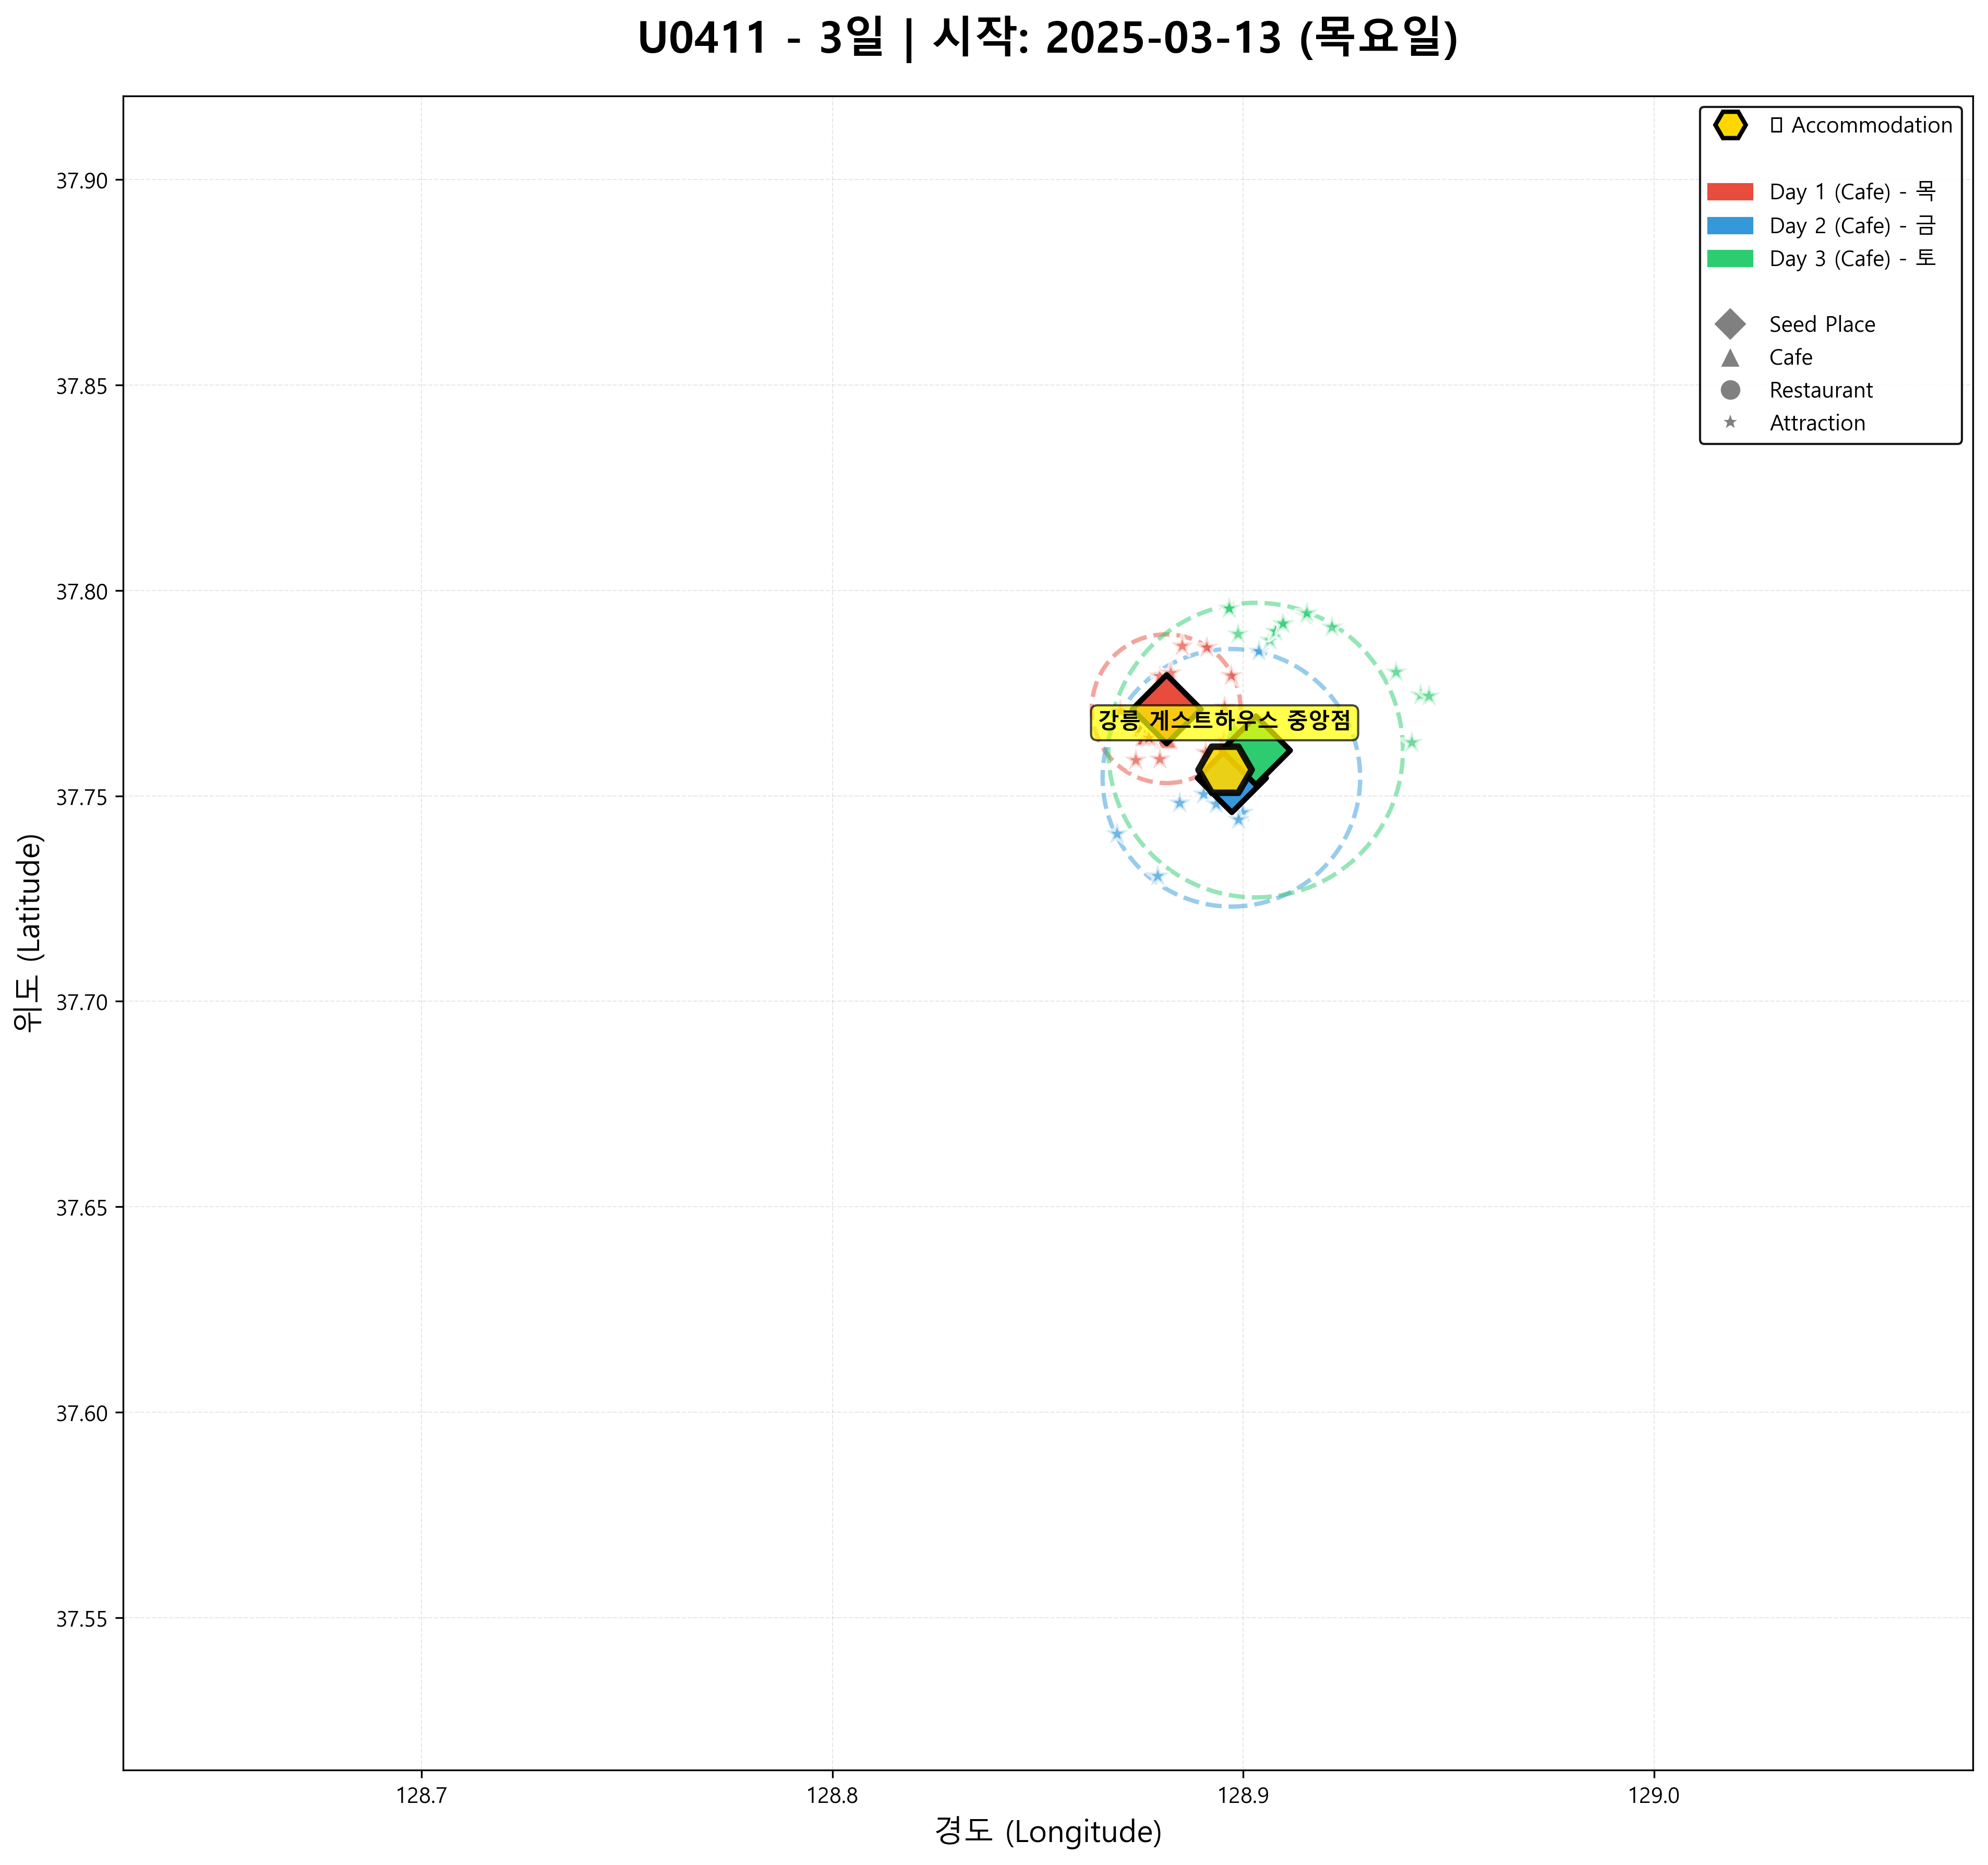 U0411 - 3일 | 시작: 2025-03-13 (목요일)
Accommodation
Day 1 (Cafe) - 목
Day 2 (Cafe) - 금
Day 3 (Cafe) - 토
Seed Place
Cafe
Restaurant
Attraction
37.90
37.85
37.80
37.75
37.70
37.65
37.60
37.55
위도 (Latitude)
강릉 게스트하우스 중앙점
128.7
128.8
128.9
129.0
경도 (Longitude)